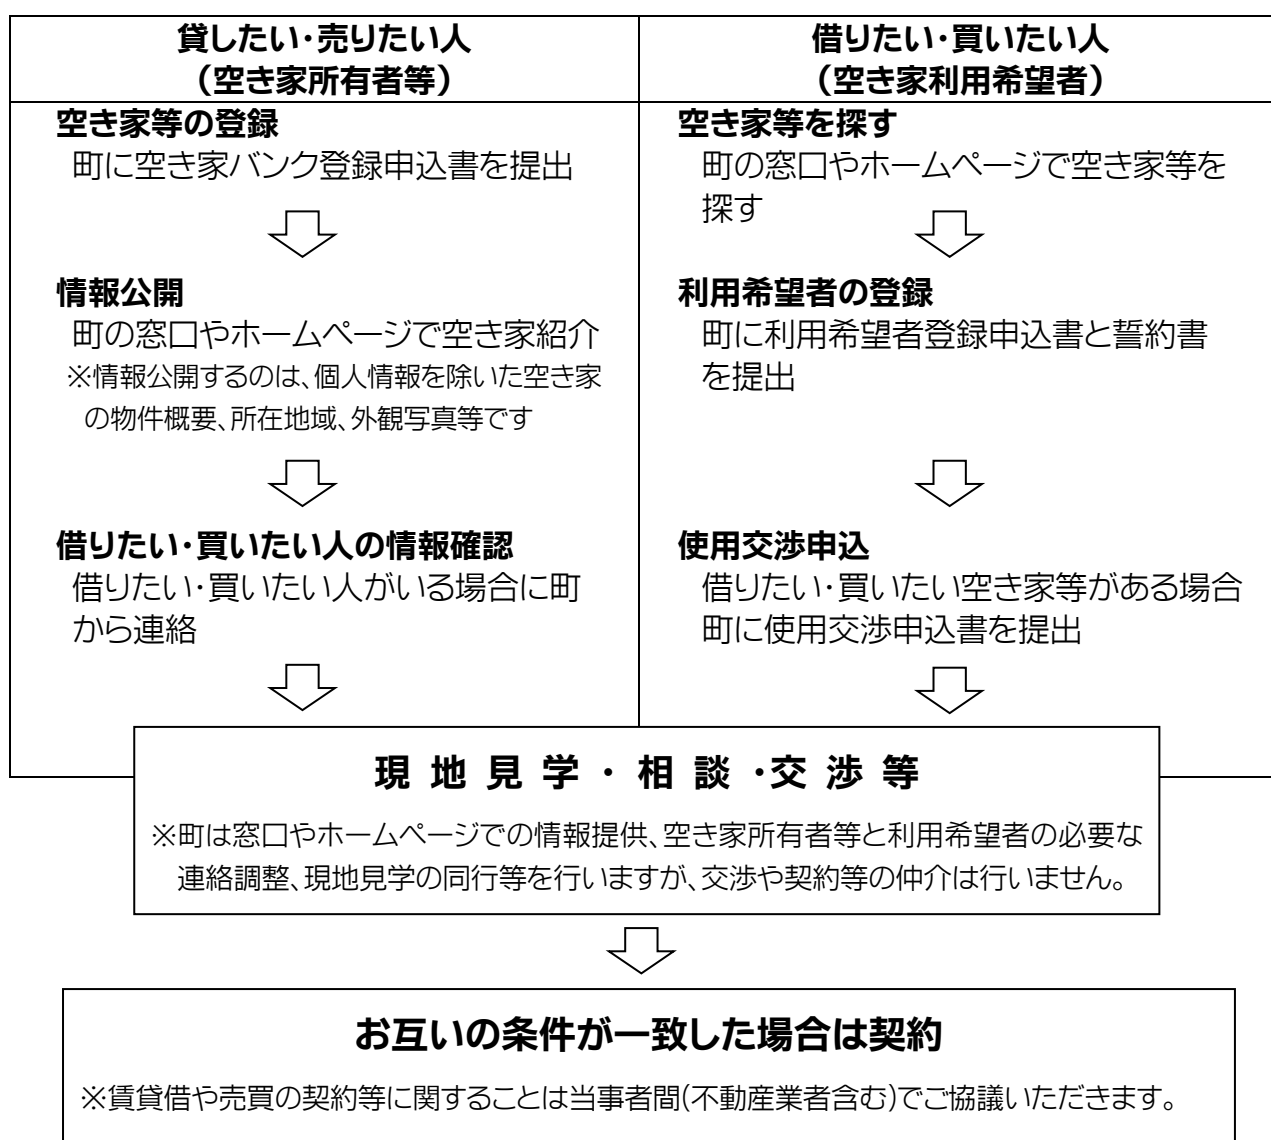 貸したい・売りたい人
（空き家所有者等）
空き家等の登録
町に空き家バンク登録申込書を提出
情報公開
町の窓口やホームページで空き家紹介
※情報公開するのは、個人情報を除いた空き家
の物件概要、所在地域、外観写真等です
借りたい・買いたい人の情報確認
借りたい・買いたい人がいる場合に町
から連絡
借りたい・買いたい人
（空き家利用希望者）
空き家等を探す
町の窓口やホームページで空き家等を
探す
利用希望者の登録
町に利用希望者登録申込書と誓約書
を提出
使用交渉申込
借りたい・買いたい空き家等がある場合
町に使用交渉申込書を提出
現 地 見 学 ・ 相 談 ・交 渉 等
※町は窓口やホームページでの情報提供、空き家所有者等と利用希望者の必要な
連絡調整、現地見学の同行等を行いますが、交渉や契約等の仲介は行いません。
お互いの条件が一致した場合は契約
※賃貸借や売買の契約等に関することは当事者間(不動産業者含む)でご協議いただきます。